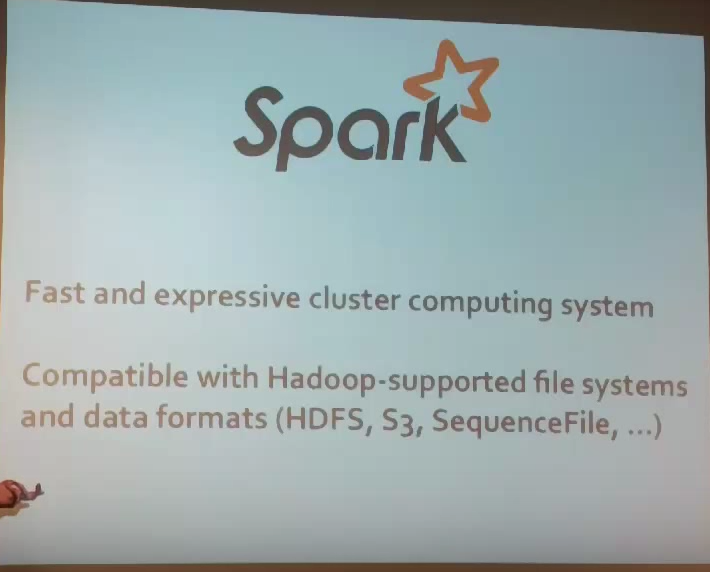 Spark
Fast and expressive cluster computing system
Compatible with Hadoop-supported file systems
and data formats (HDFS, S3, SequenceFile, ...)